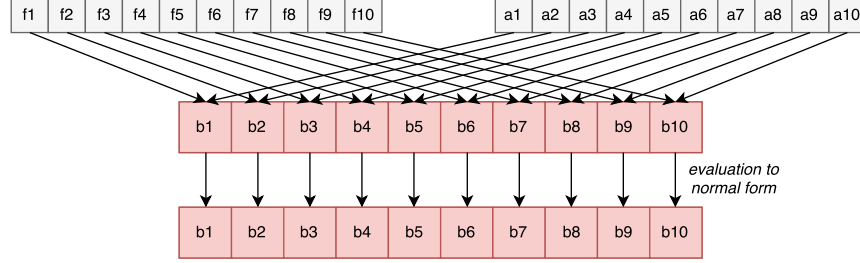 f1 f2 f3 f4 f5 f6 f7 f8 f9 f10 a1 a2 a3 a4 a5 a6 a7 a8 a9 a10
b1 b2 b3 b4 b5 b6 b7 b8 b9 b10
evaluation to
normal form
b1 b2 b3 b4 b5 b6 b7 b8 b9 b10